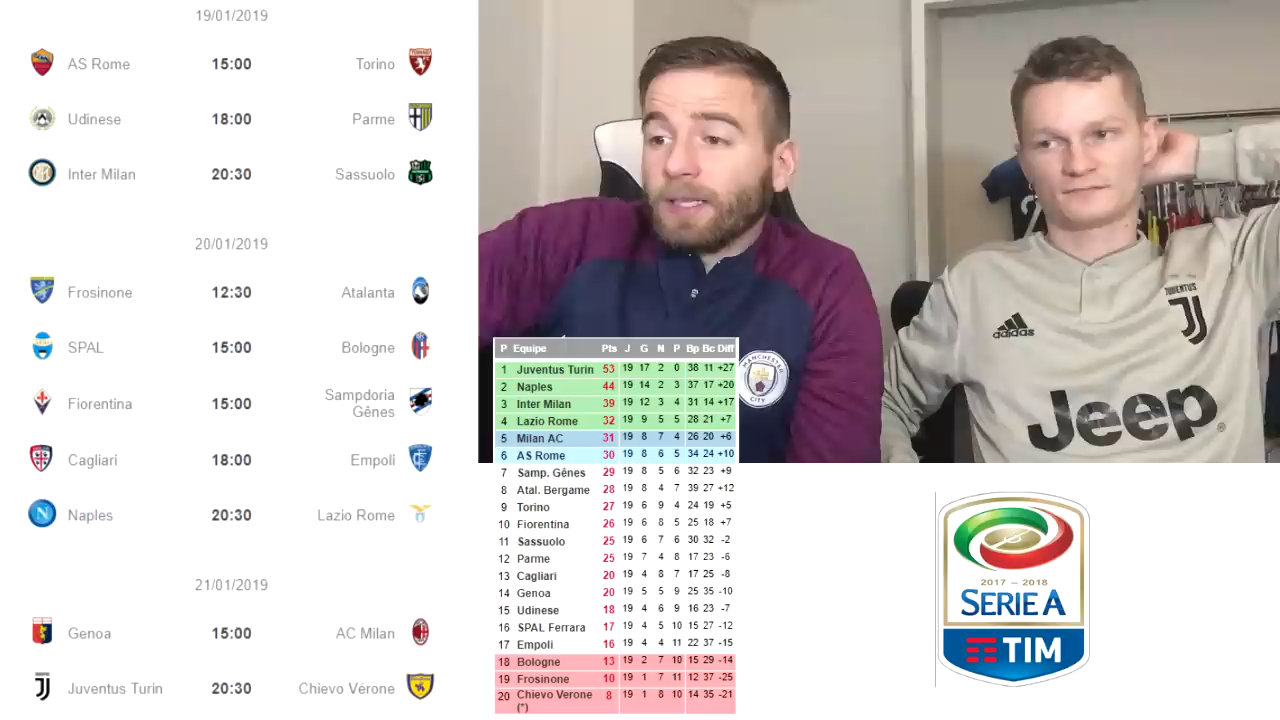 19/01/2019
AS Rome 15:00 Torino
Udinese 18:00 Parme
Inter Milan 20:30 Sassuolo
20/01/2019
Frosinone 12:30 Atalanta
SPAL 15:00 Bologne
Fiorentina 15:00 Sampdoria
Gênes
Cagliari 18:00 Empoli
Naples 20:30 Lazio Rome
21/01/2019
Genoa 15:00 AC Milan
Juventus Turin 20:30 Chievo Vérone
P Equipe Pts J G N P Bp Bc Diff
1 Juventus Turin 53 19 17 2 0 38 11 +27
2 Naples 44 19 14 2 3 37 17 +20
3 Inter Milan 39 19 12 3 4 31 14 +17
4 Lazio Rome 32 19 9 5 5 28 21 +7
5 Milan AC 31 19 8 7 4 26 20 +6
6 AS Rome 30 19 8 6 5 34 24 +10
7 Samp. Gênes 29 19 8 5 6 32 23 +9
8 Atal. Bergame 28 19 8 4 7 39 27 +12
9 Torino 27 19 6 9 4 24 19 +5
10 Fiorentina 26 19 6 8 5 25 18 +7
11 Sassuolo 25 19 6 7 6 30 32 -2
12 Parme 25 19 7 4 8 17 23 -6
13 Cagliari 20 19 4 8 7 17 25 -8
14 Genoa 20 19 5 5 9 25 35 -10
15 Udinese 18 19 4 6 9 16 23 -7
16 SPAL Ferrara 17 19 4 5 10 15 27 -12
17 Empoli 16 19 4 4 11 22 37 -15
18 Bologne 13 19 2 7 10 15 29 -14
19 Frosinone 10 19 1 7 11 12 37 -25
20 Chievo Verone 8 19 1 8 10 14 35 -21
(*)
MANCHESTER
CITY
adidas
JUVENTUS
Jeep
2017 – 2018
SERIE A
TIM